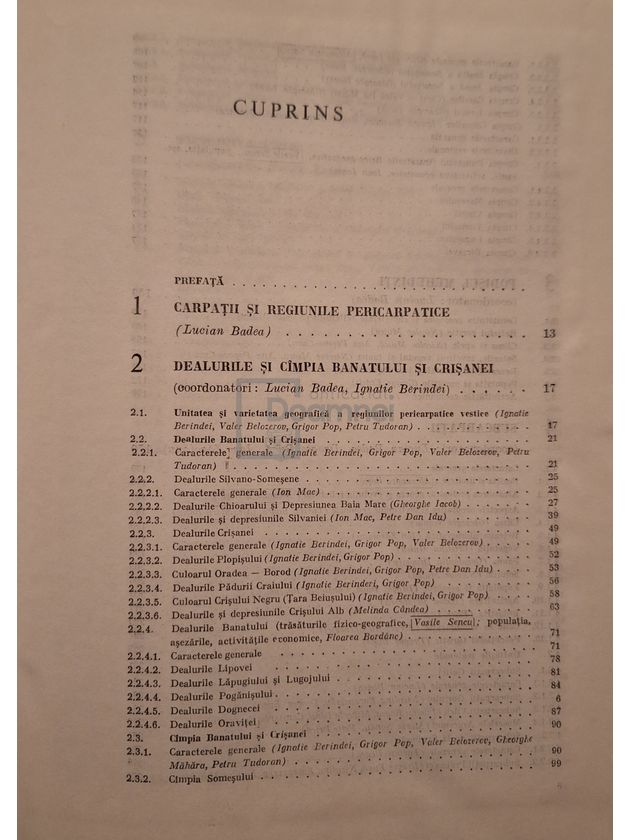 CUPRINS
PREFAȚĂ . . . . . . . . . . . . . . . . . . . . .
1 CARPAȚII ȘI REGIUNILE PERICARPATICE
(Lucian Badea) . . . . . . . . . . . . . . . 13
2 DEALURILE ȘI CÎMPIA BANATULUI ȘI CRIȘANEI
(coordonatori: Lucian Badea, Ignatie Berindei) . . . . . . 17
2.1. Unitatea și varietatea geografică a regiunilor pericarpatice vestice (Ignatie
Berindei, Valer Belozerov, Grigor Pop, Petru Tudoran) . . . . . . . 17
2.2. Dealurile Banatului și Crișanei . . . . . . . . . . . . . 21
2.2.1. Caracterele generale (Ignatie Berindei, Grigor Pop, Valer Belozerov, Petru
Tudoran) . . . . . . . . . . . . . . . . . . 21
2.2.2. Dealurile Silvano-Someșene . . . . . . . . . . . . . 25
2.2.2.1. Caracterele generale (Ion Mac) . . . . . . . . . . . . . 25
2.2.2.2. Dealurile Chioarului și Depresiunea Baia Mare (Gheorghe Iacob) . . . . 27
2.2.2.3. Dealurile și depresiunile Silvaniei (Ion Mac, Petre Dan Idu) . . . . . 39
2.2.3. Dealurile Crișanei . . . . . . . . . . . . . . . . 49
2.2.3.1. Caracterele generale (Ignatie Berindei, Grigor Pop, Valer Belozerov) . . . 49
2.2.3.2. Dealurile Plopișului (Ignatie Berindei, Grigor Pop) . . . . . . . . 52
2.2.3.3. Culoarul Oradea — Borod (Ignatie Berindei, Grigor Pop, Petre Dan Idu) . . 53
2.2.3.4. Dealurile Pădurii Craiului (Ignatie Berinderi, Grigor Pop) . . . . . . 56
2.2.3.5. Culoarul Crișului Negru (Țara Beiușului) (Ignatie Berindei, Grigor Pop) . . 58
2.2.3.6. Dealurile și depresiunile Crișului Alb (Melinda Cândea) . . . . . . . 63
2.2.4. Dealurile Banatului (trăsăturile fizico-geografice, Vasile Sencu; populația,
așezările, activitățile economice, Floarea Bordânc) . . . . . . . . 71
2.2.4.1. Caracterele generale . . . . . . . . . . . . . . . 71
2.2.4.2. Dealurile Lipovei . . . . . . . . . . . . . . . . 78
2.2.4.3. Dealurile Lăpugiului și Lugojului . . . . . . . . . . . . 81
2.2.4.4. Dealurile Pogănișului . . . . . . . . . . . . . . . 84
2.2.4.5. Dealurile Dognecei . . . . . . . . . . . . . . . . 6
2.2.4.6. Dealurile Oraviței . . . . . . . . . . . . . . . . 87
2.3. Cîmpia Banatului și Crișanei . . . . . . . . . . . . . 90
2.3.1. Caracterele generale (Ignatie Berindei, Grigor Pop, Valer Belozerov, Gheorghe
Măhăra, Petru Tudoran) . . . . . . . . . . . . . . . 90
2.3.2. Cîmpia Someșului . . . . . . . . . . . . . . . . 99